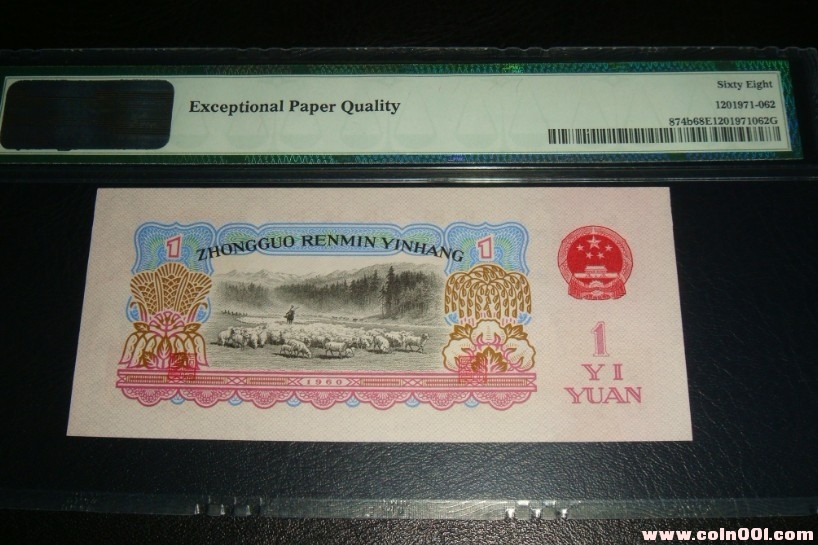 Exceptional Paper Quality
Sixty Eight
1201971-062
874b68E1201971062G
1
1
ZHONGGUO RENMIN YINHANG
1960
1
YI
YUAN
www.coin001.com